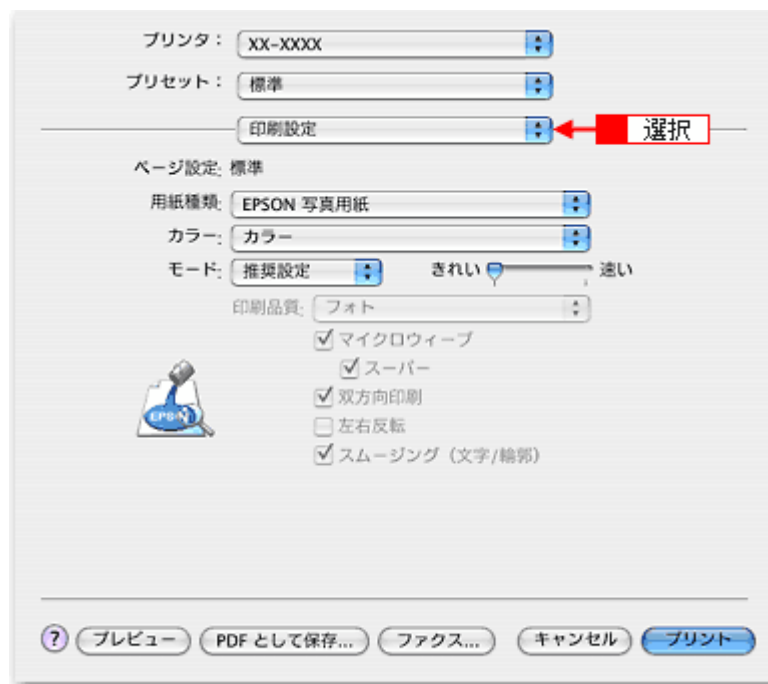 プリンタ： XX-XXXX
プリセット： 標準
印刷設定 選択
ページ設定: 標準
用紙種類: EPSON 写真用紙
カラー: カラー
モード: 推奨設定 きれい 速い
印刷品質: フォト
マイクロウィーブ
スーパー
双方向印刷
左右反転
スムージング（文字/輪郭）
EPSON
? プレビュー PDF として保存... ファクス... キャンセル プリント